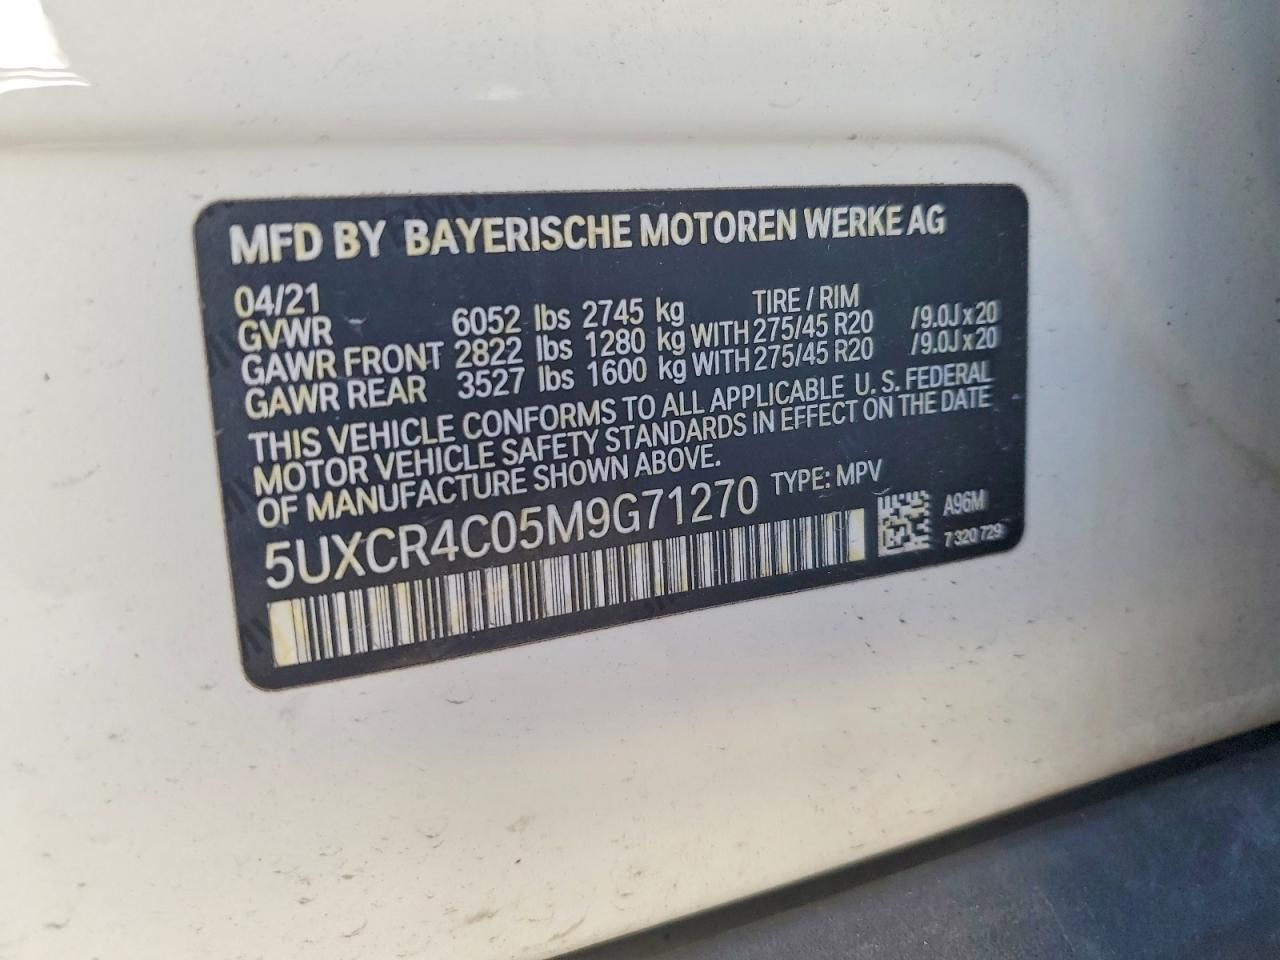 MFD BY BAYERISCHE MOTOREN WERKE AG
04/21 TIRE / RIM
GVWR 6052 lbs 2745 kg
GAWR FRONT 2822 lbs 1280 kg WITH 275/45 R20 /9.0J x 20
GAWR REAR 3527 lbs 1600 kg WITH 275/45 R20 /9.0J x 20
THIS VEHICLE CONFORMS TO ALL APPLICABLE U.S. FEDERAL
MOTOR VEHICLE SAFETY STANDARDS IN EFFECT ON THE DATE
OF MANUFACTURE SHOWN ABOVE.
5UXCR4C05M9G71270 TYPE: MPV
A96M
7 320 729